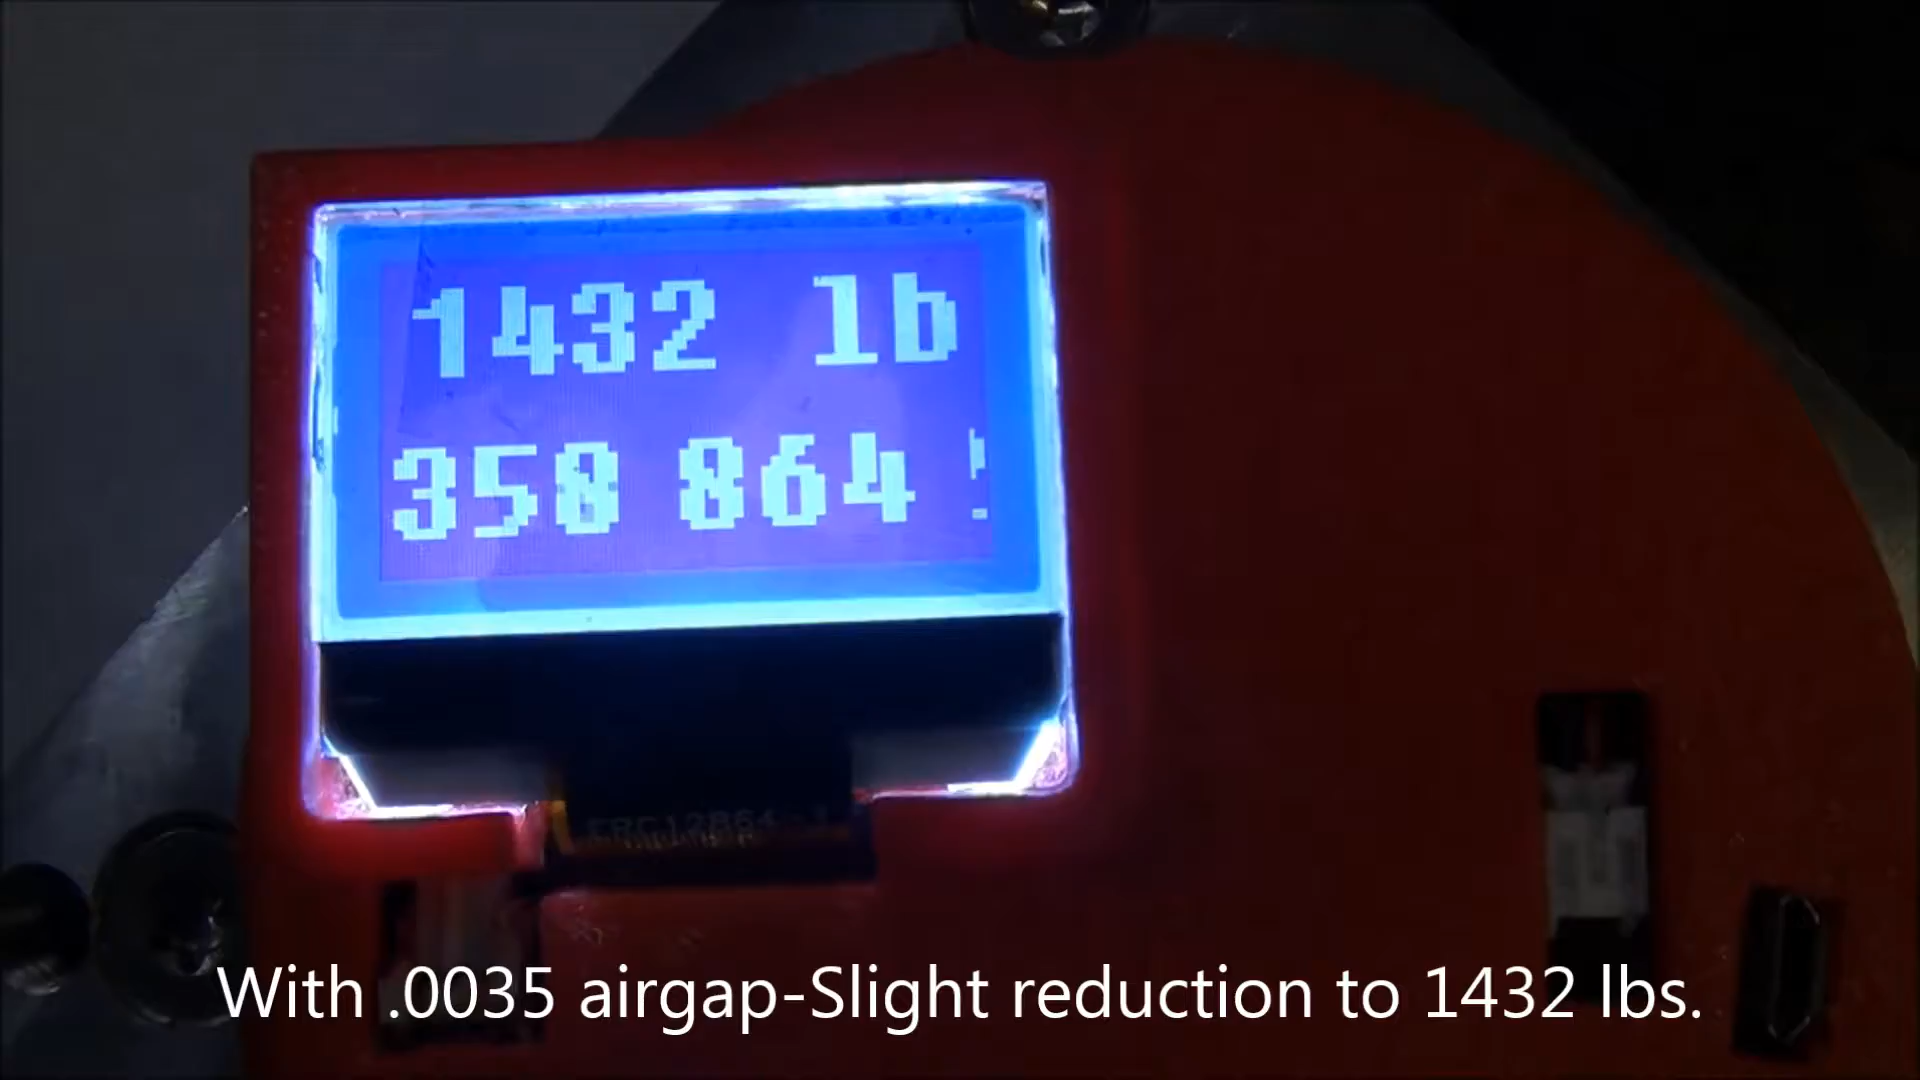 1432 lb
358 864
With .0035 airgap-Slight reduction to 1432 lbs.